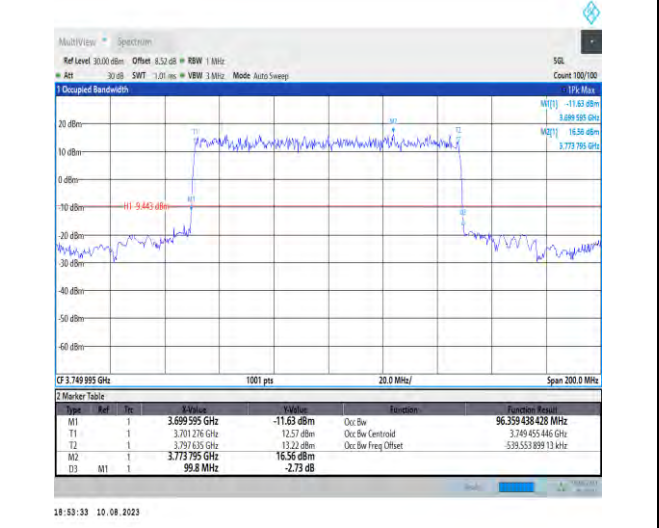 MultiView Spectrum
Ref Level 30.00 dBm Offset 8.52 dB RBW 1 MHz SGL
Att 30 dB SWT 1.01 ms VBW 3 MHz Mode Auto Sweep Count 100/100
1 Occupied Bandwidth 1Pk Max
M1[1] -11.63 dBm
3.699 595 GHz
M2[1] 16.56 dBm
3.773 795 GHz
20 dBm
10 dBm
0 dBm
-10 dBm
H1 -9.443 dBm
-20 dBm
-30 dBm
-40 dBm
-50 dBm
-60 dBm
T1
M2
T2
M1
D3
CF 3.749 995 GHz 1001 pts 20.0 MHz/ Span 200.0 MHz
2 Marker Table
Type Ref Trc X-Value Y-Value Function Function Result
M1 1 3.699 595 GHz -11.63 dBm Occ Bw 96.359 438 428 MHz
T1 1 3.701 276 GHz 12.57 dBm Occ Bw Centroid 3.749 455 446 GHz
T2 1 3.797 635 GHz 13.22 dBm Occ Bw Freq Offset -539.553 899 13 kHz
M2 1 3.773 795 GHz 16.56 dBm
D3 M1 1 99.8 MHz -2.73 dB
18:53:33 10.08.2023